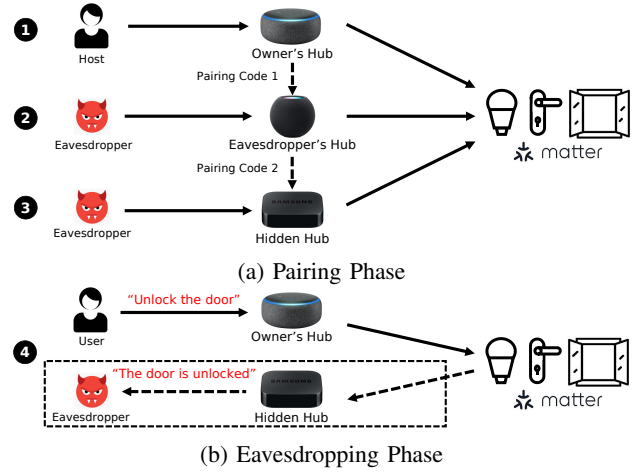 1
Host
Owner's Hub
Pairing Code 1
2
Eavesdropper
Eavesdropper's Hub
matter
Pairing Code 2
3
SAMSUNG
Eavesdropper
Hidden Hub
(a) Pairing Phase
"Unlock the door"
User
Owner's Hub
4
"The door is unlocked"
SAMSUNG
matter
Eavesdropper
Hidden Hub
(b) Eavesdropping Phase